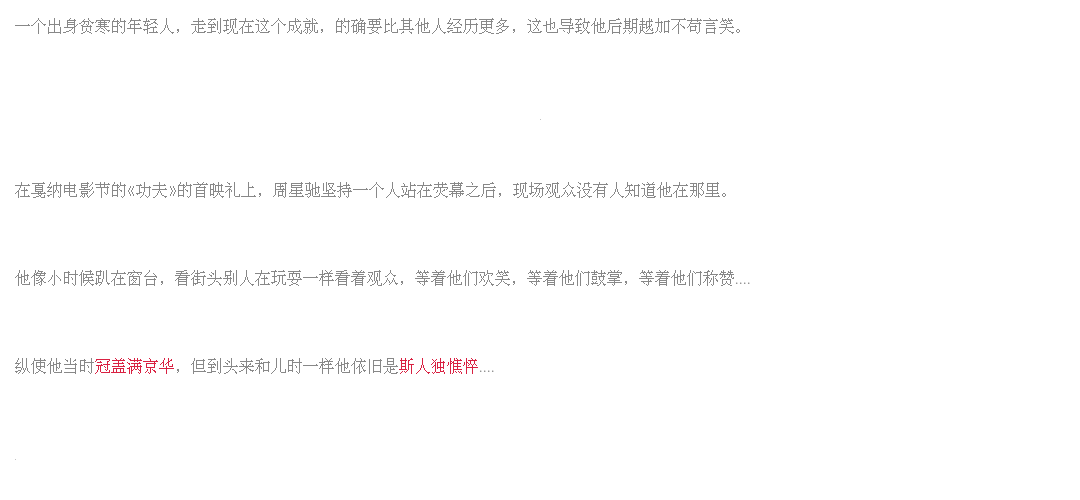 一个出身贫寒的年轻人，走到现在这个成就，的确要比其他人经历更多，这也导致他后期越加不苟言笑。
在戛纳电影节的《功夫》的首映礼上，周星驰坚持一个人站在荧幕之后，现场观众没有人知道他在那里。
他像小时候趴在窗台，看街头别人在玩耍一样看着观众，等着他们欢笑，等着他们鼓掌，等着他们称赞....
纵使他当时冠盖满京华，但到头来和儿时一样他依旧是斯人独憔悴....